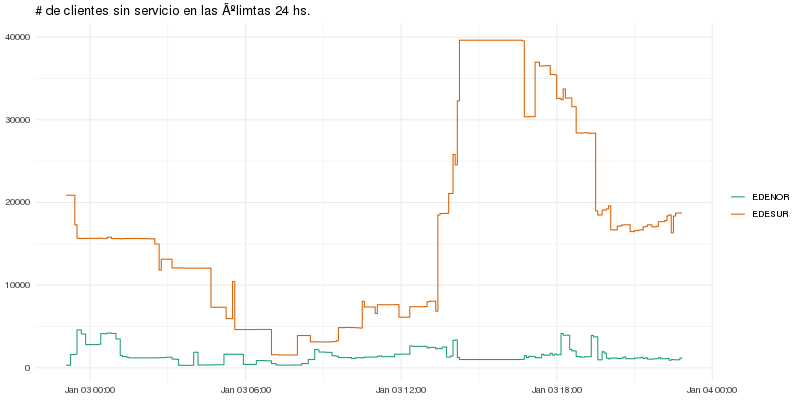 # de clientes sin servicio en las Ãºlimtas 24 hs.
40000
30000
20000
10000
0
Jan 03 00:00
Jan 03 06:00
Jan 03 12:00
Jan 03 18:00
Jan 04 00:00
EDENOR
EDESUR